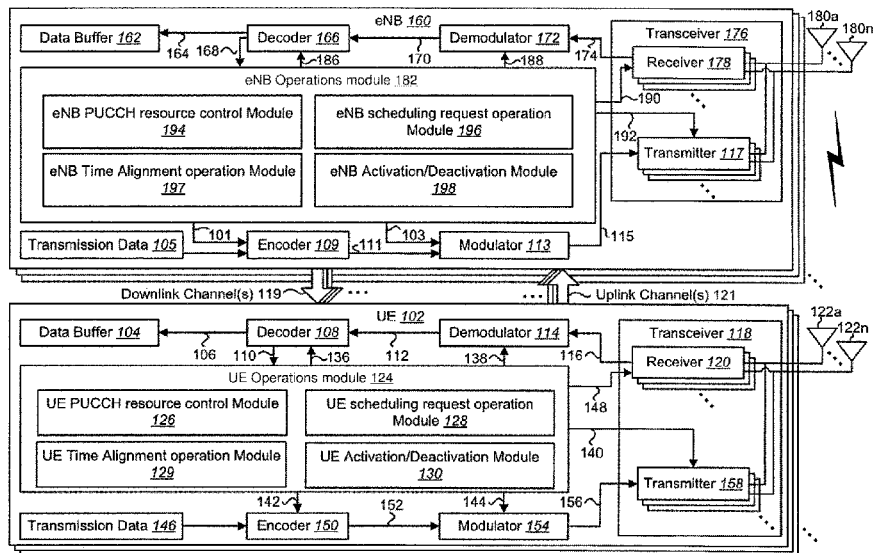 eNB 160
180a
180n
Data Buffer 162
164
168
Decoder 166
186
170
Demodulator 172
188
174
Transceiver 176
Receiver 178
eNB Operations module 182
190
192
eNB PUCCH resource control Module
194
eNB scheduling request operation
Module 196
eNB Time Alignment operation Module
197
eNB Activation/Deactivation Module
198
Transmitter 117
101
103
115
Transmission Data 105
Encoder 109
111
Modulator 113
Downlink Channel(s) 119
Uplink Channel(s) 121
UE 102
122a
122n
Data Buffer 104
106
Decoder 108
110
136
112
Demodulator 114
138
116
Transceiver 118
Receiver 120
UE Operations module 124
148
140
UE PUCCH resource control Module
126
UE scheduling request operation
Module 128
UE Time Alignment operation Module
129
UE Activation/Deactivation Module
130
Transmitter 158
142
152
144
156
Transmission Data 146
Encoder 150
Modulator 154